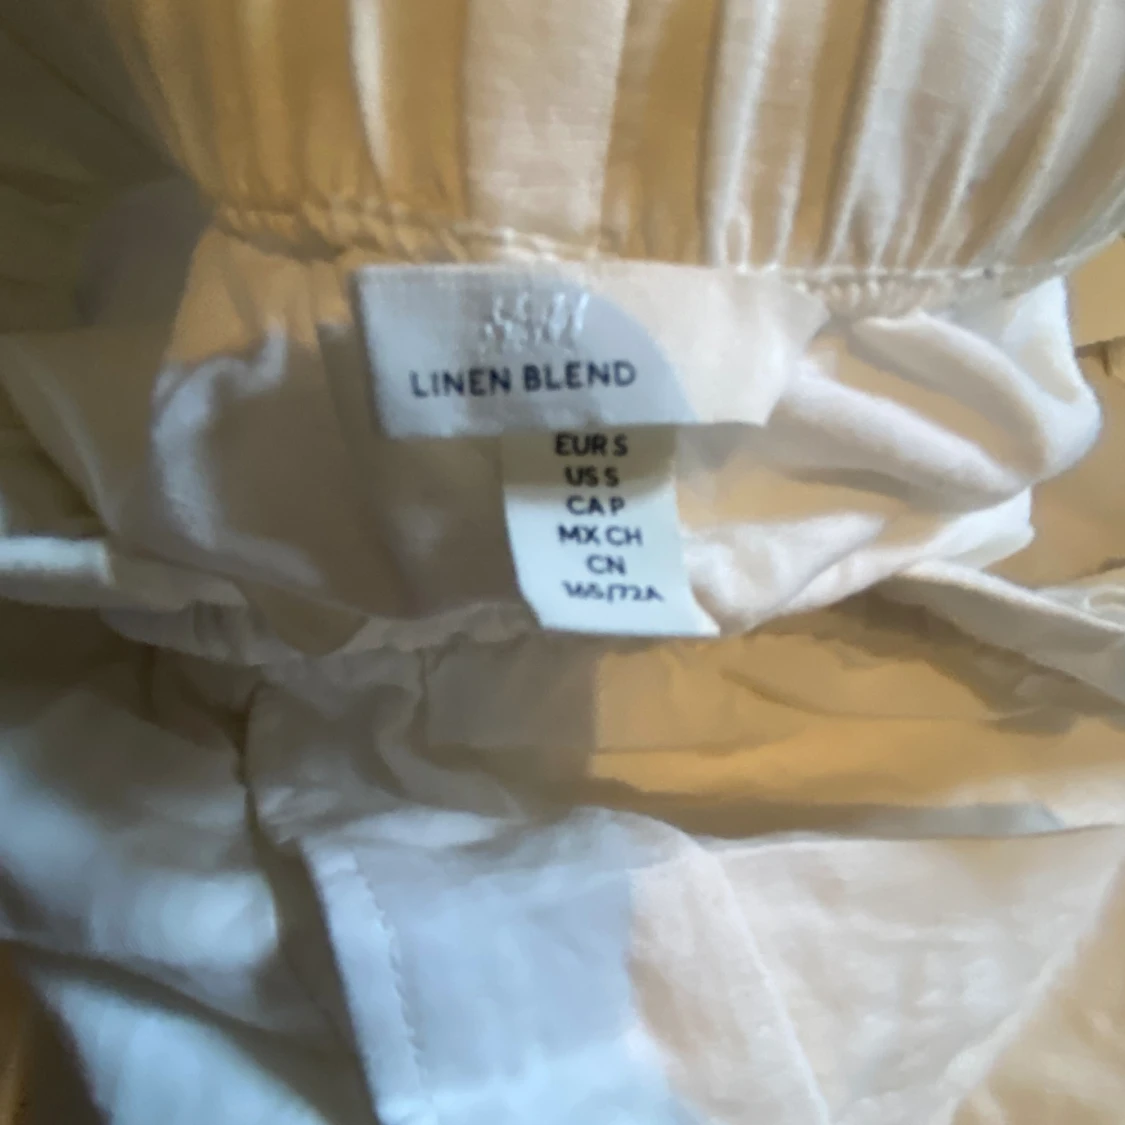 LINEN BLEND
EUR S
US S
CA P
MX CH
CN
165/72A